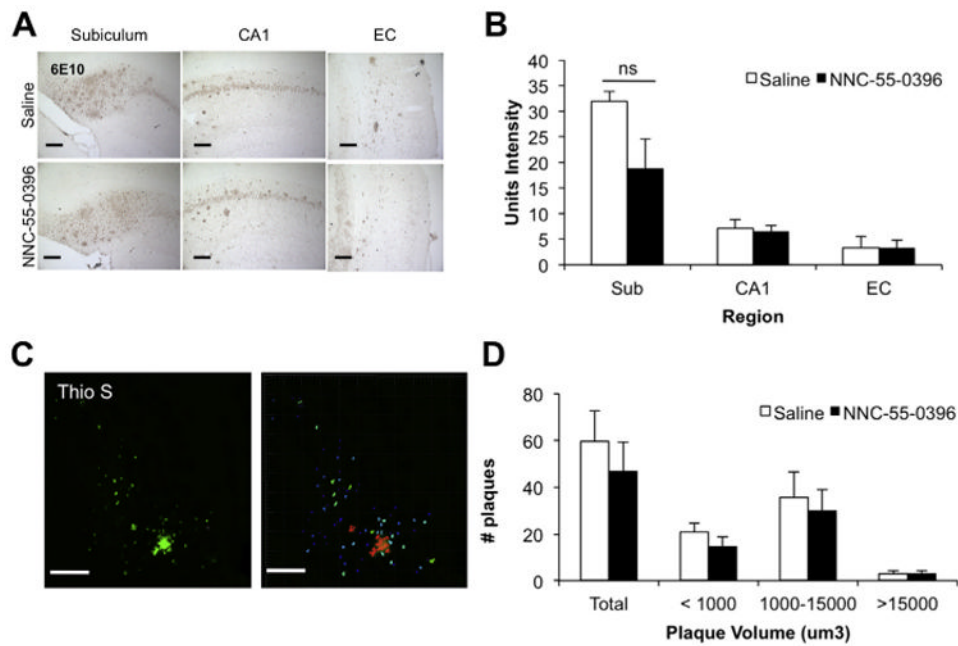 A
Subiculum CA1 EC
6E10
Saline
NNC-55-0396
B
ns
Saline NNC-55-0396
40
35
30
25
20
15
10
5
0
Units Intensity
Sub CA1 EC
Region
C
Thio S
D
Saline NNC-55-0396
80
60
40
20
0
# plaques
Total < 1000 1000-15000 >15000
Plaque Volume (um3)